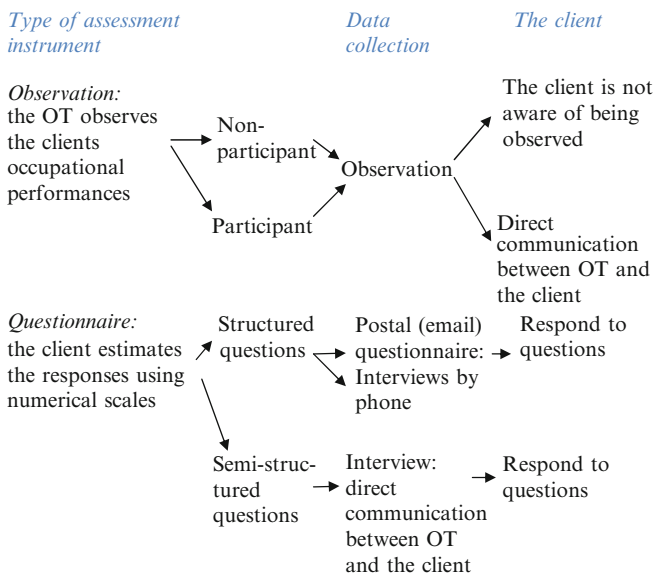 Type of assessment
instrument
Data
collection
The client
Observation:
the OT observes
the clients
occupational
performances
Non-
participant
Participant
Observation
The client is not
aware of being
observed
Direct
communication
between OT and
the client
Questionnaire:
the client estimates
the responses using
numerical scales
Structured
questions
Postal (email)
questionnaire:
Interviews by
phone
Respond to
questions
Semi-struc-
tured
questions
Interview:
direct
communication
between OT
and the client
Respond to
questions